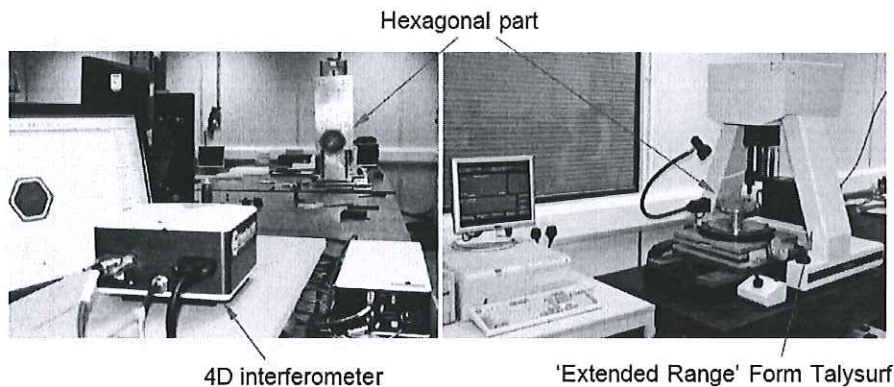 Hexagonal part
4D interferometer
'Extended Range' Form Talysurf